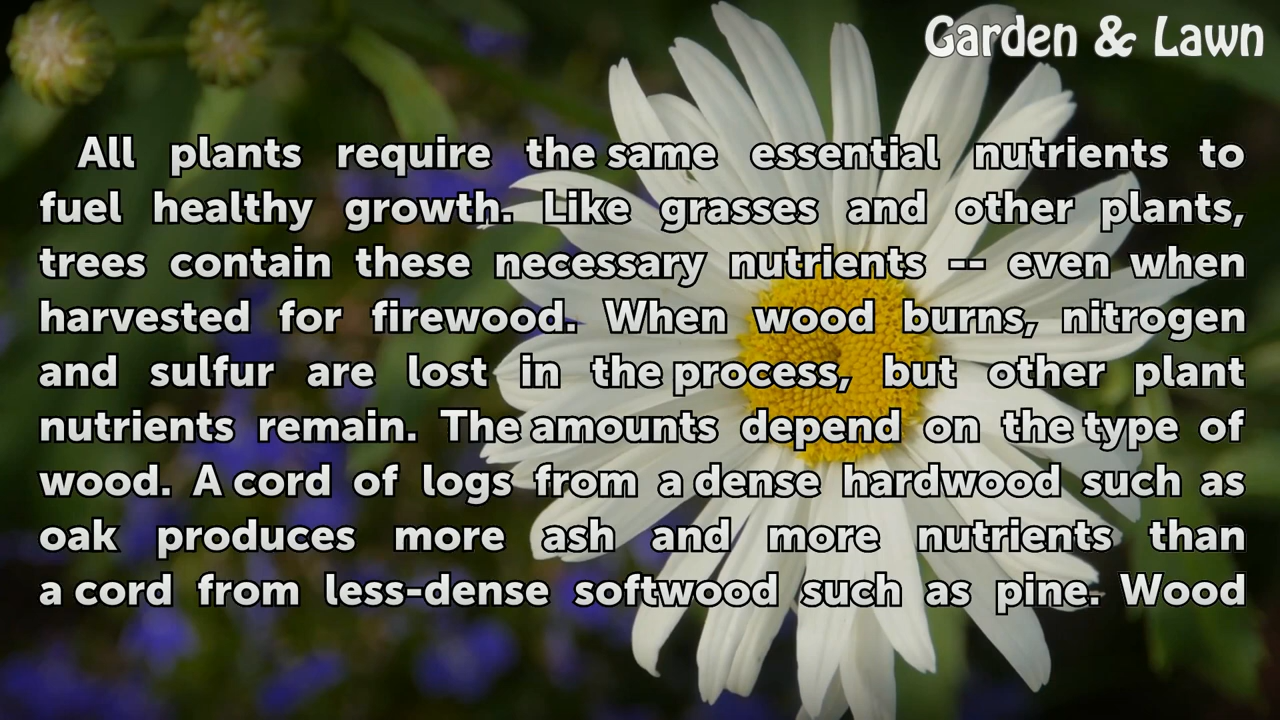 Garden & Lawn
All plants require the same essential nutrients to
fuel healthy growth. Like grasses and other plants,
trees contain these necessary nutrients -- even when
harvested for firewood. When wood burns, nitrogen
and sulfur are lost in the process, but other plant
nutrients remain. The amounts depend on the type of
wood. A cord of logs from a dense hardwood such as
oak produces more ash and more nutrients than
a cord from less-dense softwood such as pine. Wood